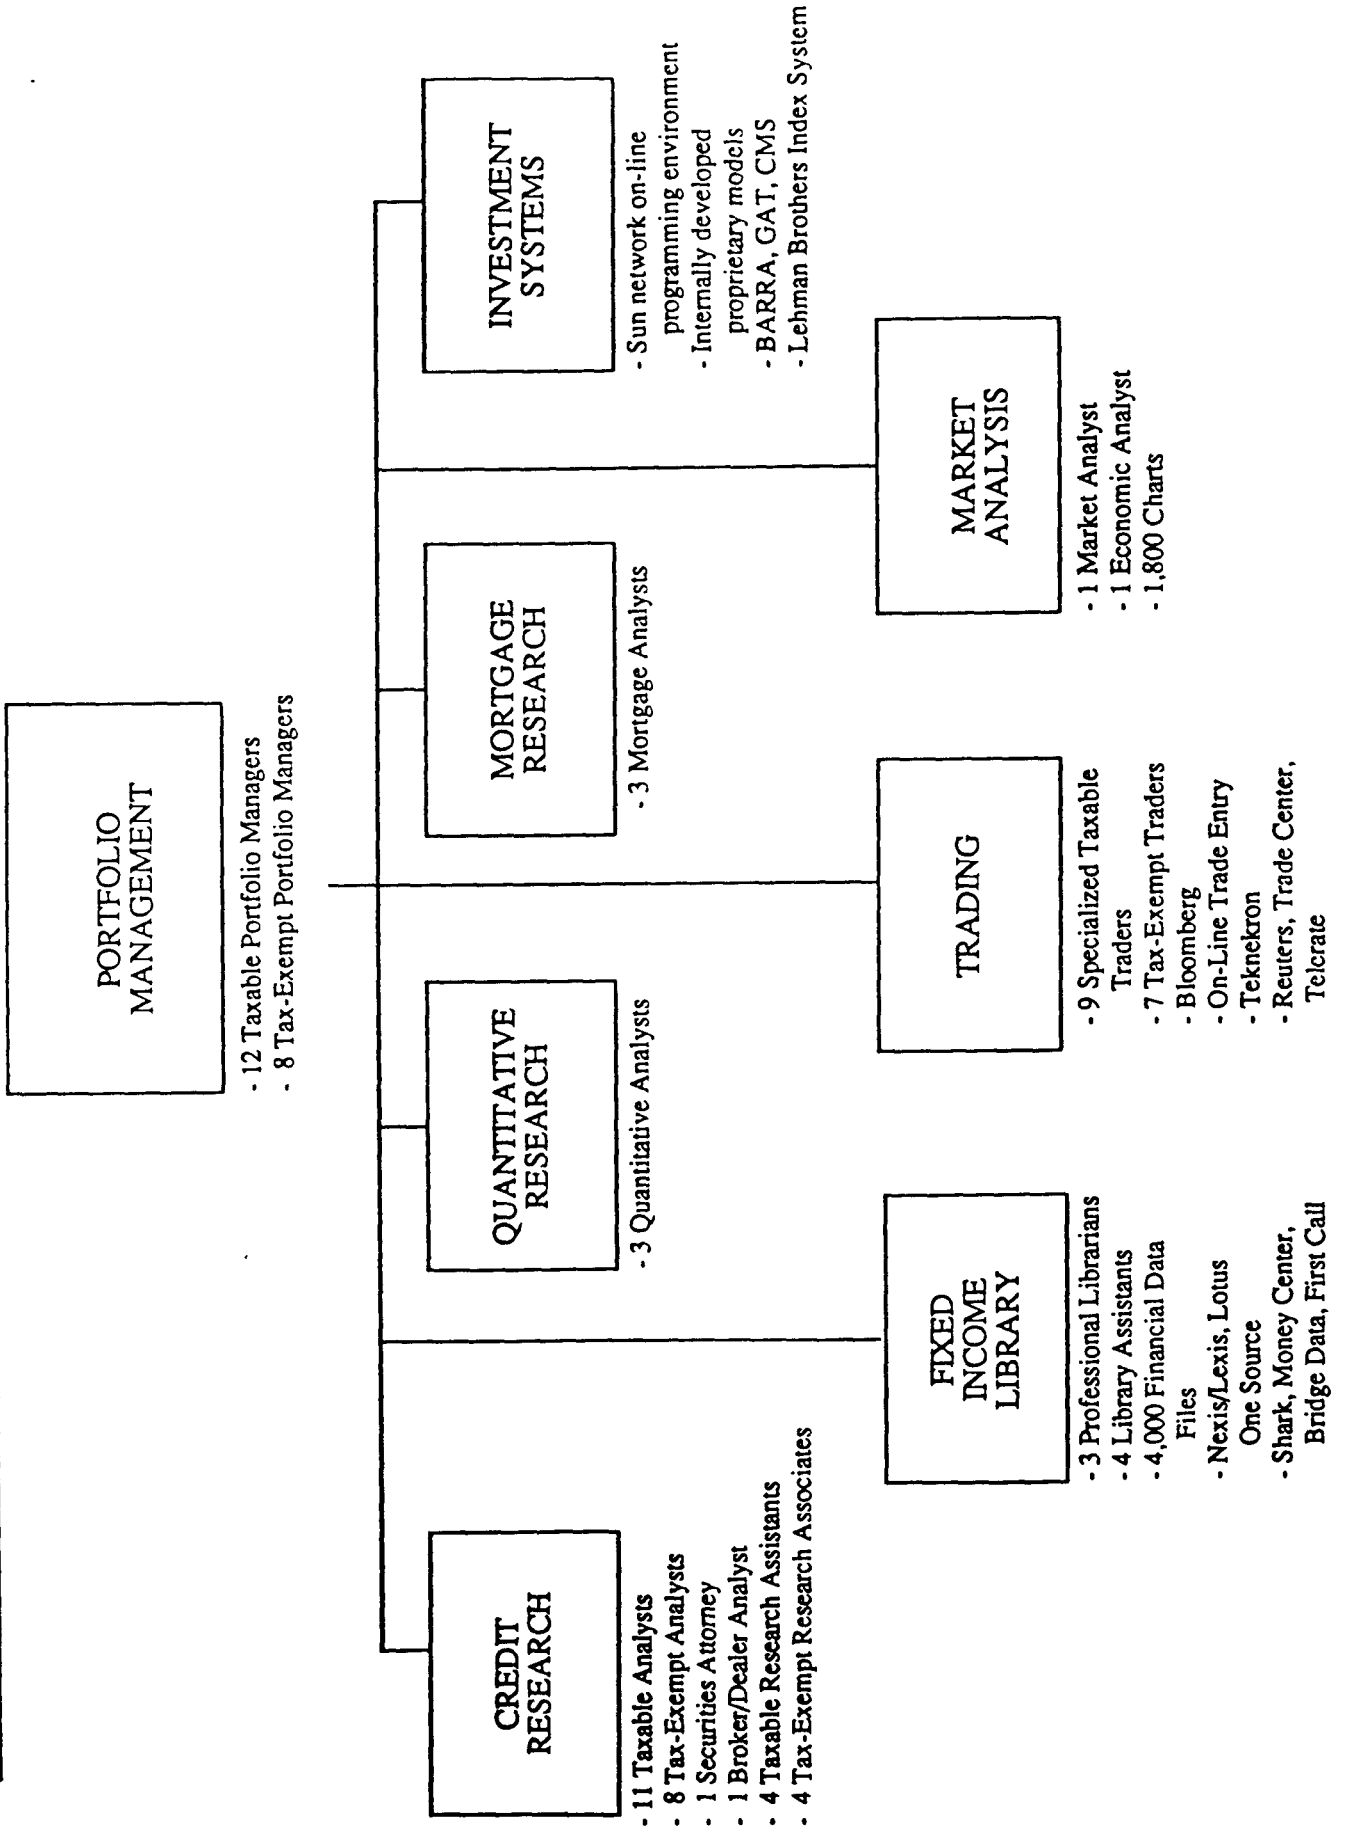 PORTFOLIO
MANAGEMENT
- 12 Taxable Portfolio Managers
- 8 Tax-Exempt Portfolio Managers
CREDIT
RESEARCH
- 11 Taxable Analysts
- 8 Tax-Exempt Analysts
- 1 Securities Attorney
- 1 Broker/Dealer Analyst
- 4 Taxable Research Assistants
- 4 Tax-Exempt Research Associates
QUANTITATIVE
RESEARCH
- 3 Quantitative Analysts
MORTGAGE
RESEARCH
- 3 Mortgage Analysts
INVESTMENT
SYSTEMS
- Sun network on-line
programming environment
- Internally developed
proprietary models
- BARRA, GAT, CMS
- Lehman Brothers Index System
FIXED
INCOME
LIBRARY
- 3 Professional Librarians
- 4 Library Assistants
- 4,000 Financial Data
Files
- Nexis/Lexis, Lotus
One Source
- Shark, Money Center,
Bridge Data, First Call
TRADING
- 9 Specialized Taxable
Traders
- 7 Tax-Exempt Traders
- Bloomberg
- On-Line Trade Entry
- Teknekron
- Reuters, Trade Center,
Telerate
MARKET
ANALYSIS
- 1 Market Analyst
- 1 Economic Analyst
- 1,800 Charts